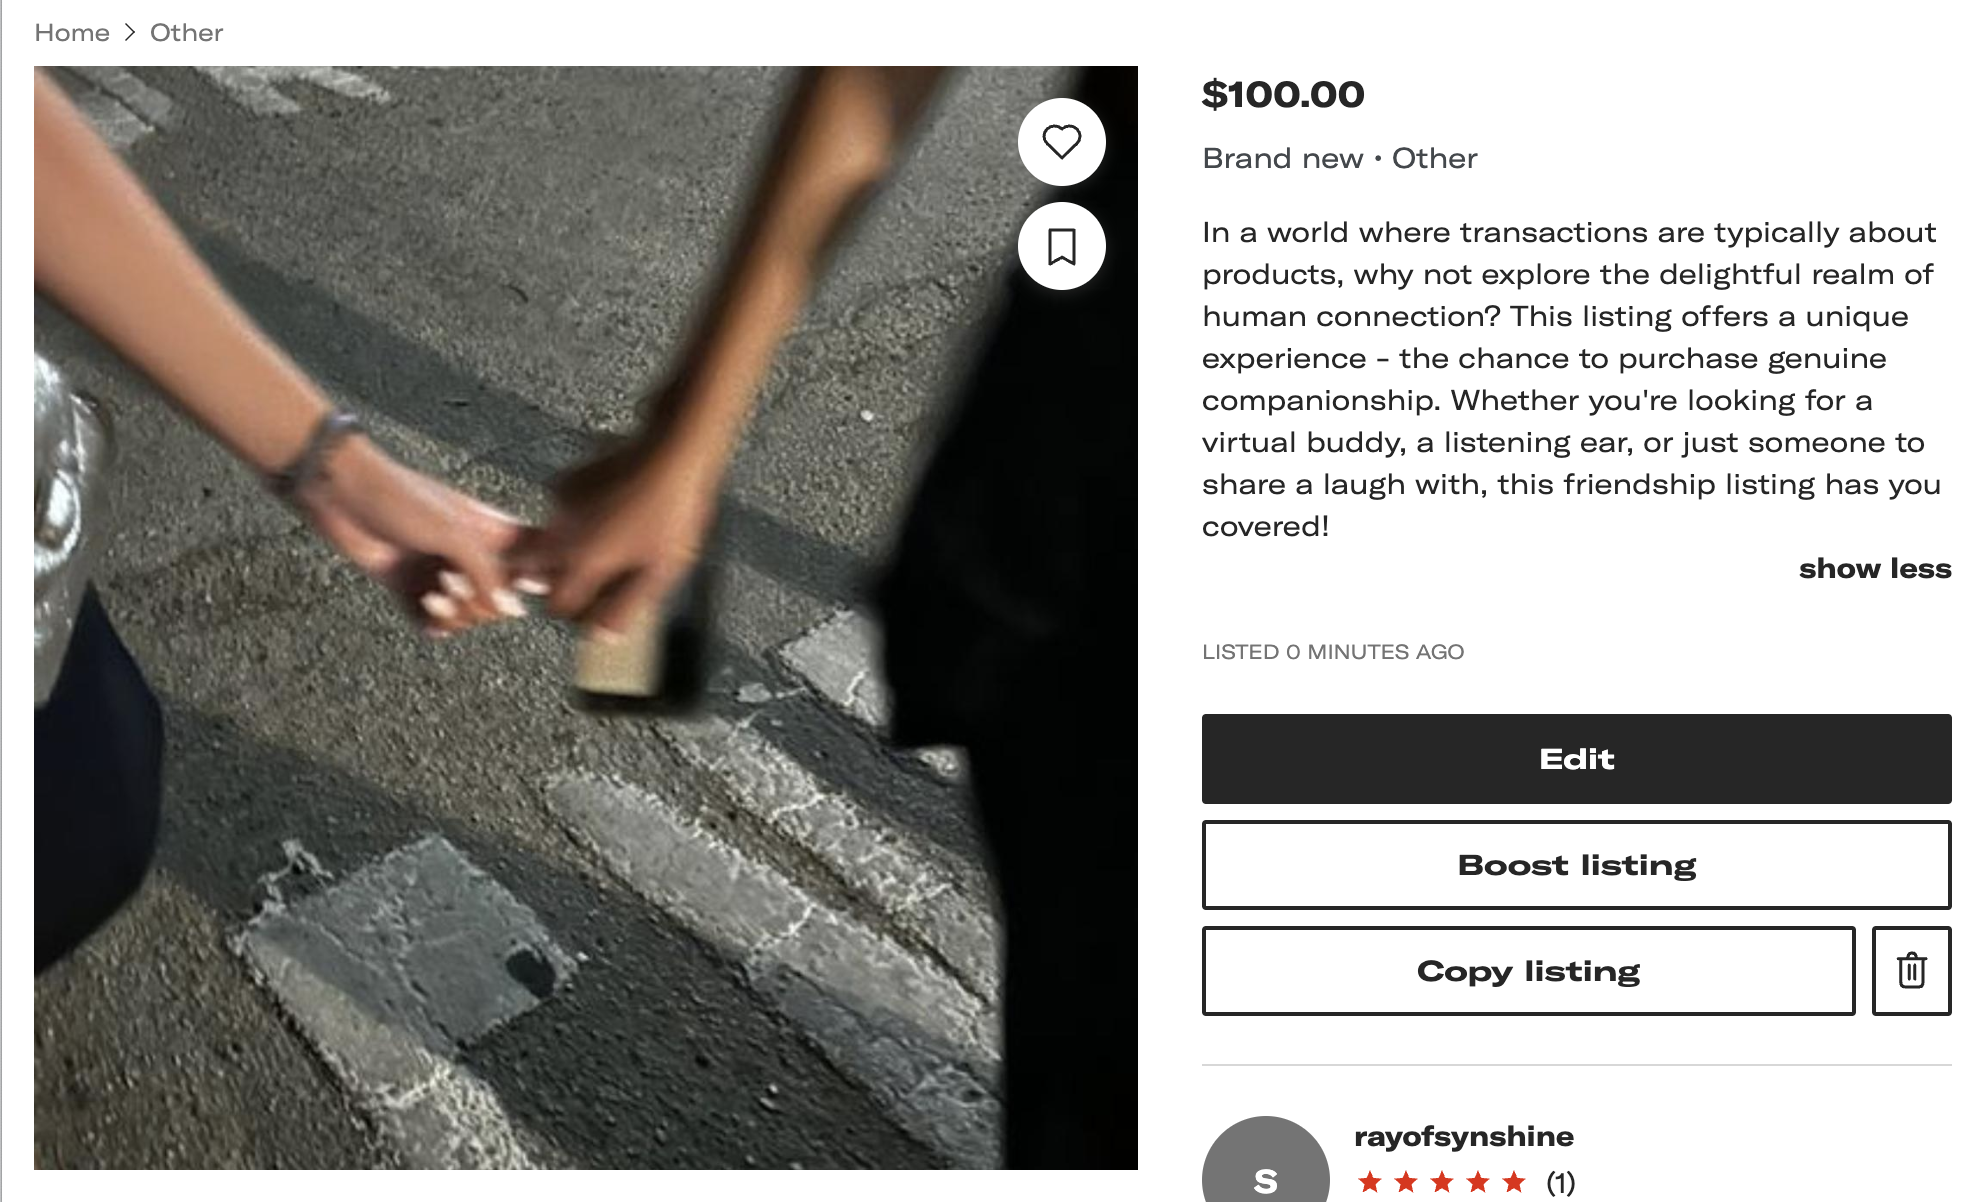 Home > Other
$100.00
Brand new • Other
In a world where transactions are typically about
products, why not explore the delightful realm of
human connection? This listing offers a unique
experience - the chance to purchase genuine
companionship. Whether you're looking for a
virtual buddy, a listening ear, or just someone to
share a laugh with, this friendship listing has you
covered!
show less
LISTED 0 MINUTES AGO
Edit
Boost listing
Copy listing
S
rayofsynshine
(1)